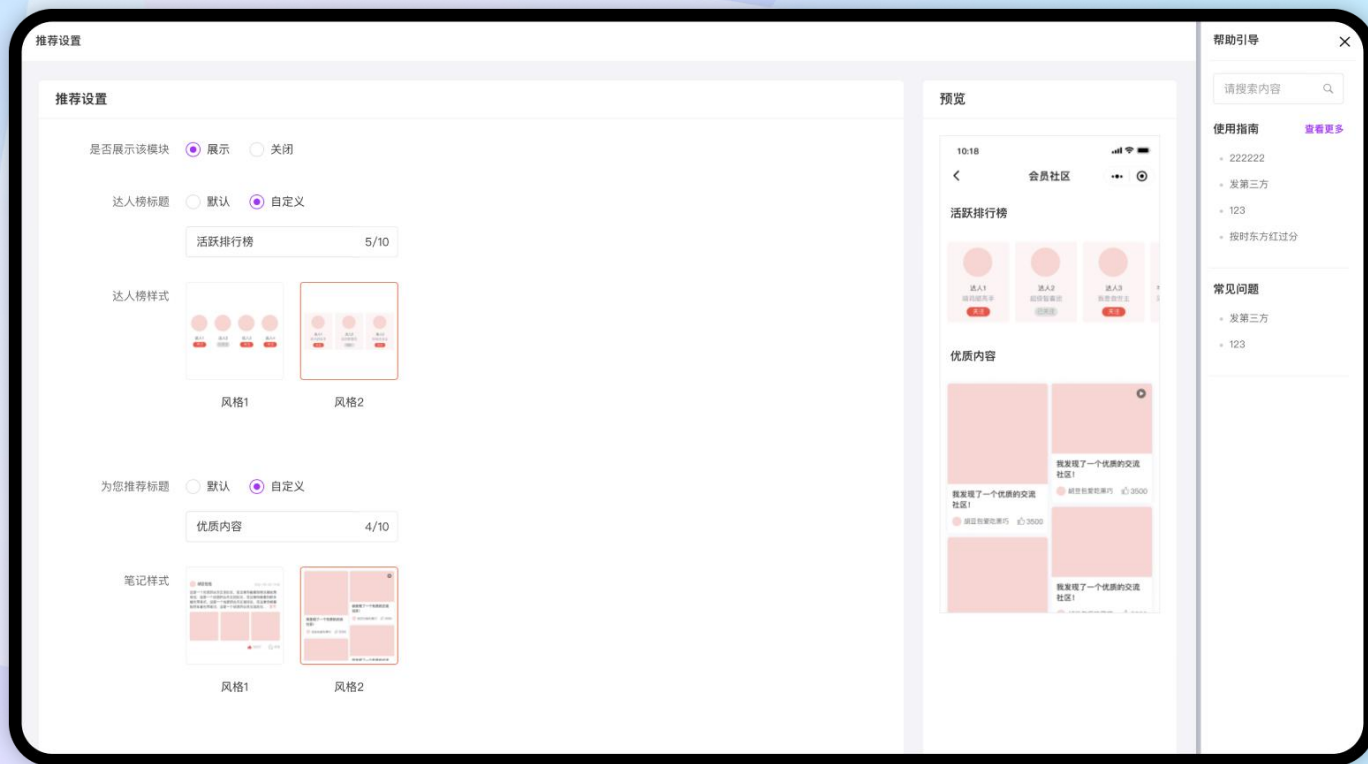 推荐设置
推荐设置
是否展示该模块 展示 关闭
达人榜标题 默认 自定义
活跃排行榜 5/10
达人榜样式
风格1 风格2
为您推荐标题 默认 自定义
优质内容 4/10
笔记样式
风格1 风格2
预览
10:18
会员社区
活跃排行榜
达人1 达人2 达人3
关注 已关注 关注
优质内容
我发现了一个优质的交流
社区!
3500
我发现了一个优质的交流
社区!
3500
我发现了一个优质的交流
社区!
帮助引导
请搜索内容
使用指南 查看更多
222222
发第三方
123
按时东方红过分
常见问题
发第三方
123